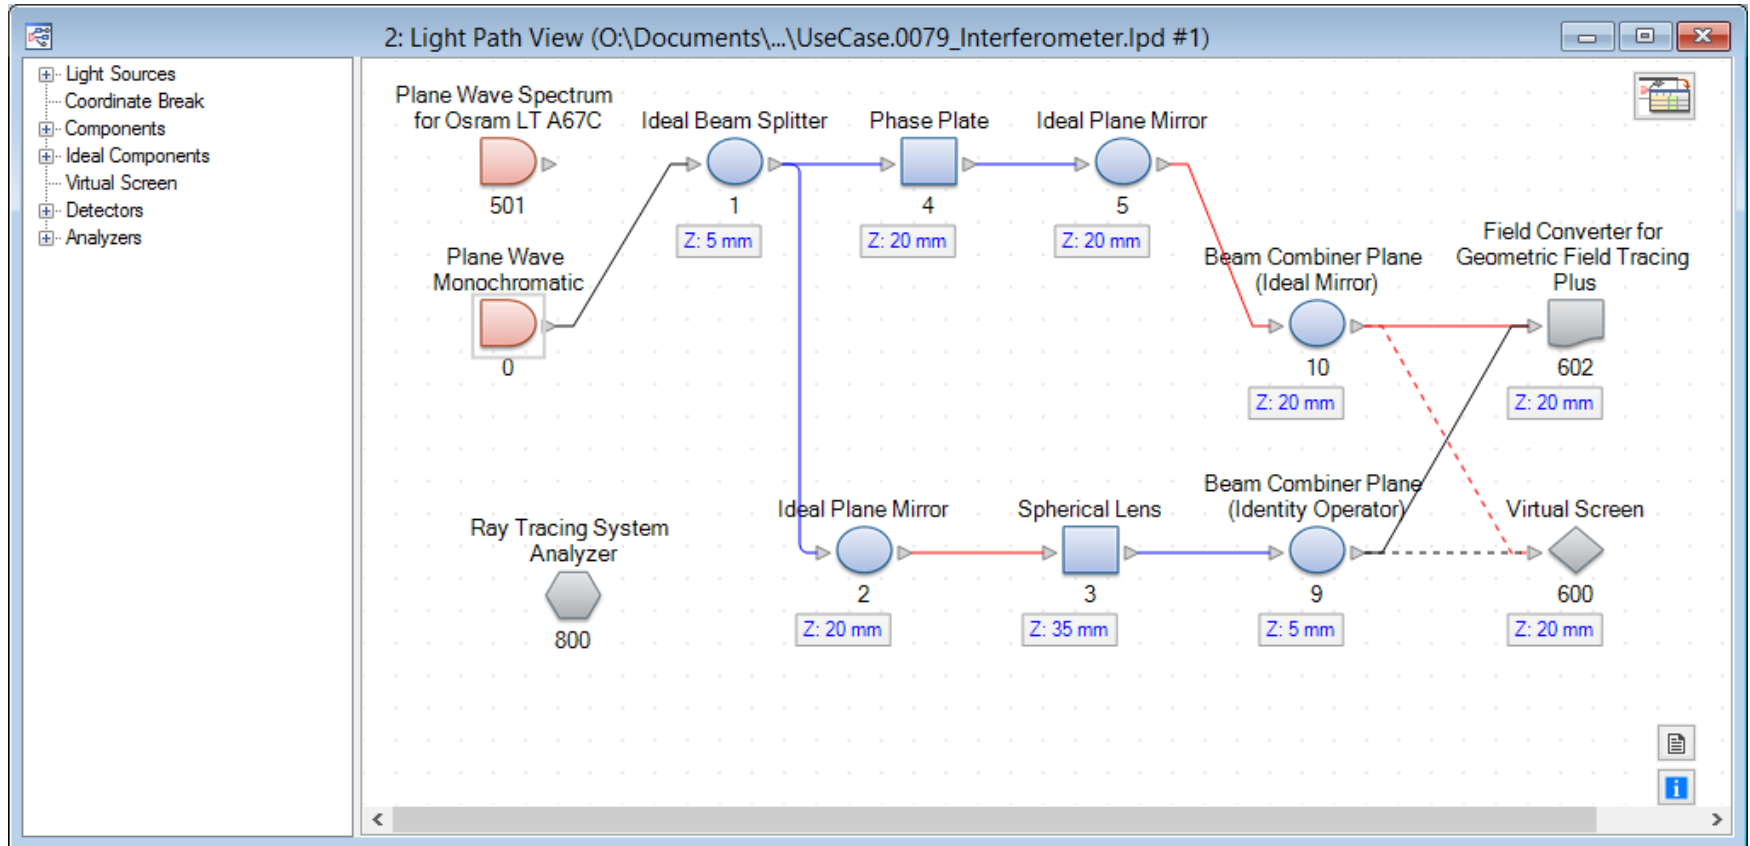 2: Light Path View (O:\Documents\...\UseCase.0079_Interferometer.lpd #1)
Light Sources
Coordinate Break
Components
Ideal Components
Virtual Screen
Detectors
Analyzers
Plane Wave Spectrum
for Osram LT A67C
501
Ideal Beam Splitter
1
Z: 5 mm
Phase Plate
4
Z: 20 mm
Ideal Plane Mirror
5
Z: 20 mm
Plane Wave
Monochromatic
0
Beam Combiner Plane
(Ideal Mirror)
10
Z: 20 mm
Field Converter for
Geometric Field Tracing
Plus
602
Z: 20 mm
Ray Tracing System
Analyzer
800
Ideal Plane Mirror
2
Z: 20 mm
Spherical Lens
3
Z: 35 mm
Beam Combiner Plane
(Identity Operator)
9
Z: 5 mm
Virtual Screen
600
Z: 20 mm